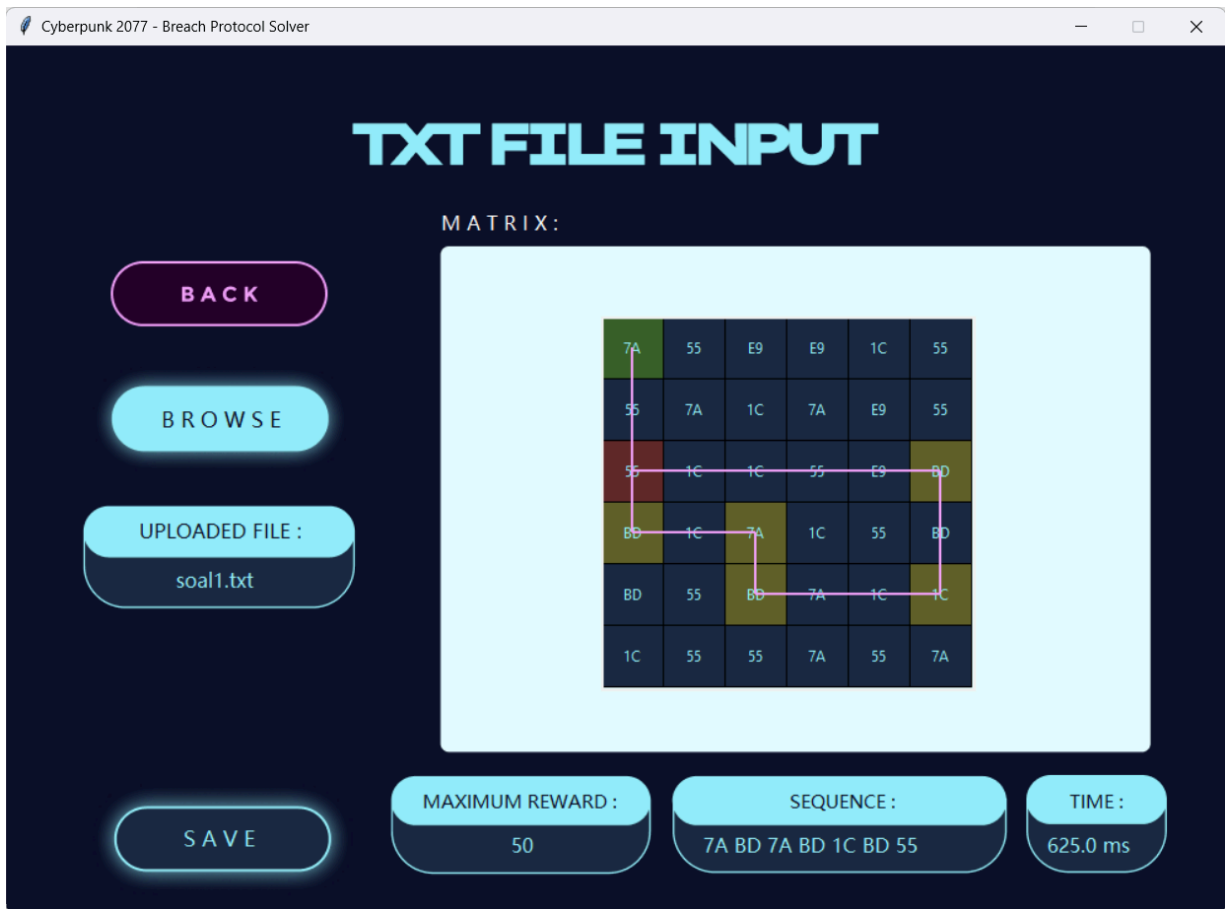 Cyberpunk 2077 - Breach Protocol Solver
TXT FILE INPUT
MATRIX:
BACK
BROWSE
UPLOADED FILE :
soal1.txt
SAVE
7A 55 E9 E9 1C 55
55 7A 1C 7A E9 55
55 1C 1C 55 E9 BD
BD 1C 7A 1C 55 BD
BD 55 BD 7A 1C 1C
1C 55 55 7A 55 7A
MAXIMUM REWARD :
50
SEQUENCE :
7A BD 7A BD 1C BD 55
TIME :
625.0 ms